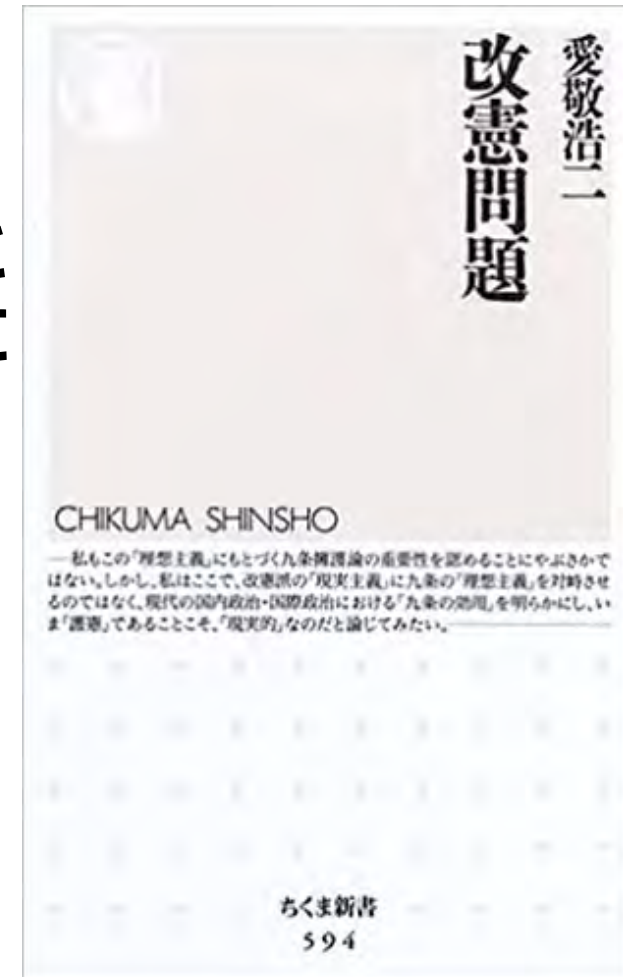 愛敬浩二
改憲問題
CHIKUMA SHINSHO
―私もこの「理想主義」にもとづく九条擁護論の重要性を認めることにやぶさかで
はない。しかし、私はここで、改憲派の「現実主義」に九条の「理想主義」を対峙させ
るのではなく、現代の国内政治・国際政治における「九条の効用」を明らかにし、い
ま「護憲」であることこそ、「現実的」なのだと論じてみたい。
ちくま新書
594